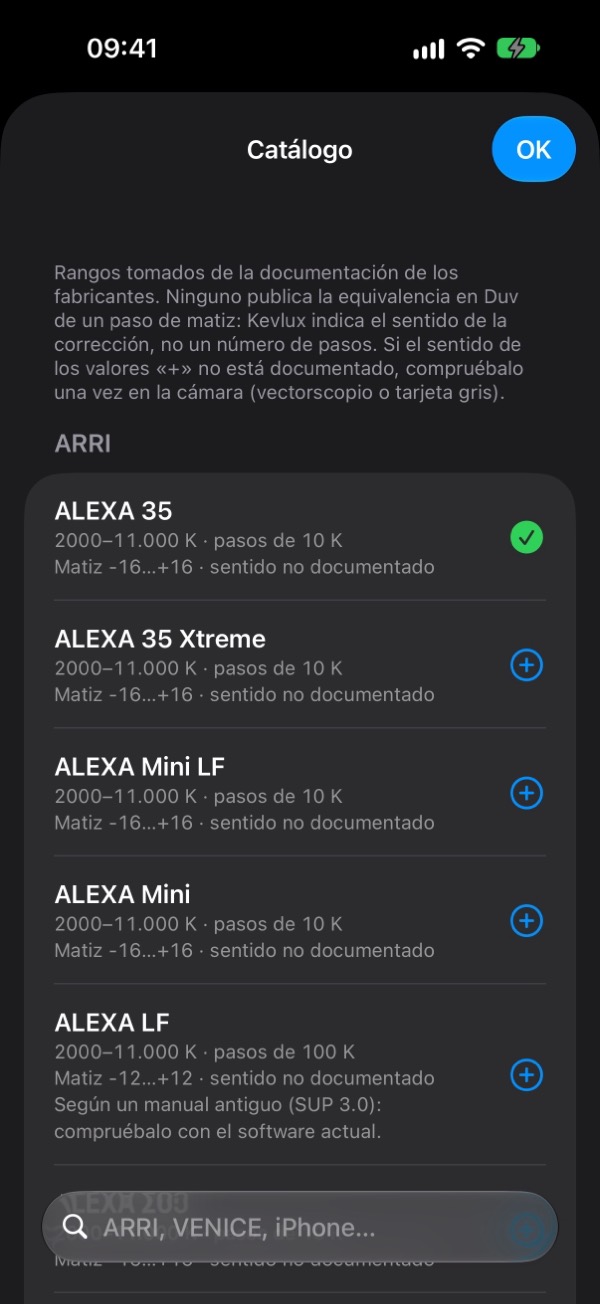 09:41
Catálogo
OK
Rangos tomados de la documentación de los
fabricantes. Ninguno publica la equivalencia en Duv
de un paso de matiz: Kevlux indica el sentido de la
corrección, no un número de pasos. Si el sentido de
los valores «+» no está documentado, compruébalo
una vez en la cámara (vectorscopio o tarjeta gris).
ARRI
ALEXA 35
2000–11.000 K · pasos de 10 K
Matiz -16...+16 · sentido no documentado
ALEXA 35 Xtreme
2000–11.000 K · pasos de 10 K
Matiz -16...+16 · sentido no documentado
ALEXA Mini LF
2000–11.000 K · pasos de 10 K
Matiz -16...+16 · sentido no documentado
ALEXA Mini
2000–11.000 K · pasos de 10 K
Matiz -16...+16 · sentido no documentado
ALEXA LF
2000–11.000 K · pasos de 100 K
Matiz -12...+12 · sentido no documentado
Según un manual antiguo (SUP 3.0):
compruébalo con el software actual.
ARRI, VENICE, iPhone...